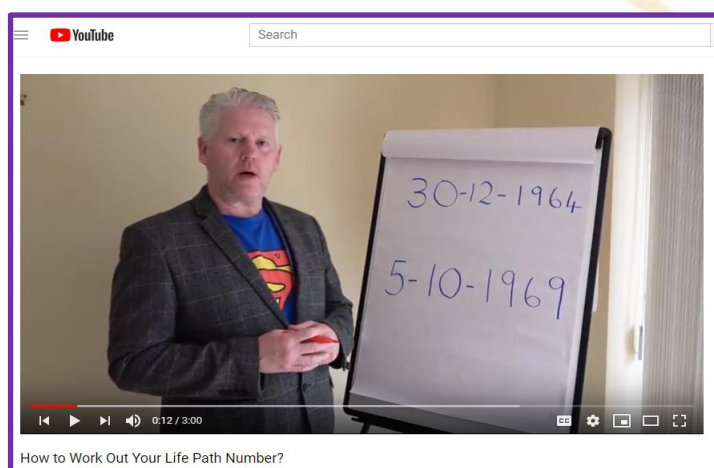 YouTube
Search
30-12-1964
5-10-1969
0:12 / 3:00
CC
How to Work Out Your Life Path Number?